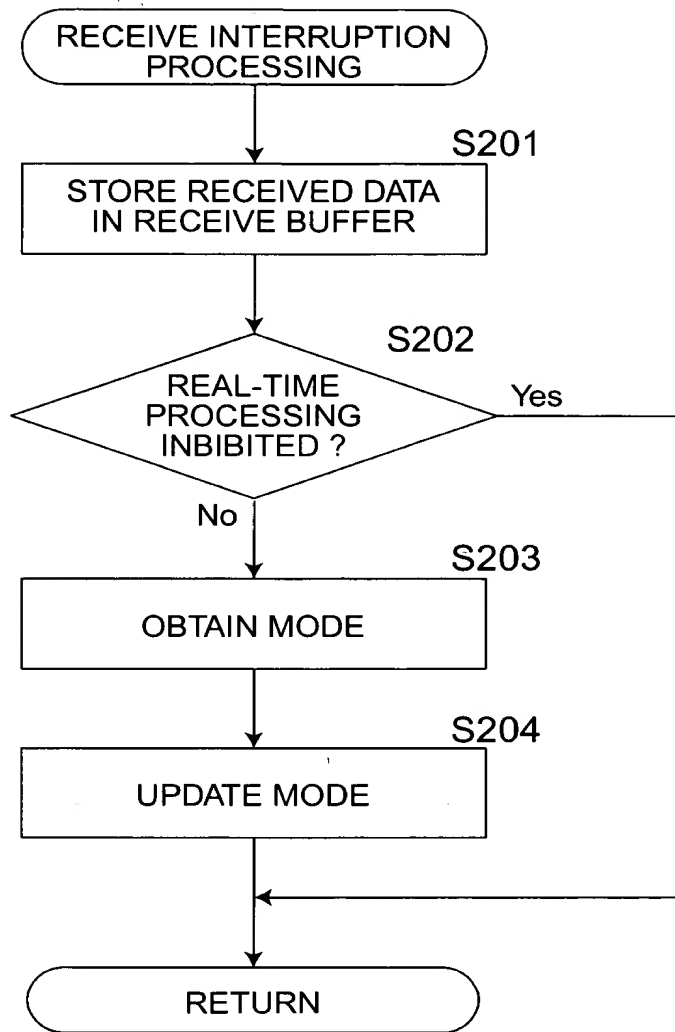 RECEIVE INTERRUPTION
PROCESSING
S201
STORE RECEIVED DATA
IN RECEIVE BUFFER
S202
REAL-TIME
PROCESSING
INBIBITED ?
Yes
No
S203
OBTAIN MODE
S204
UPDATE MODE
RETURN